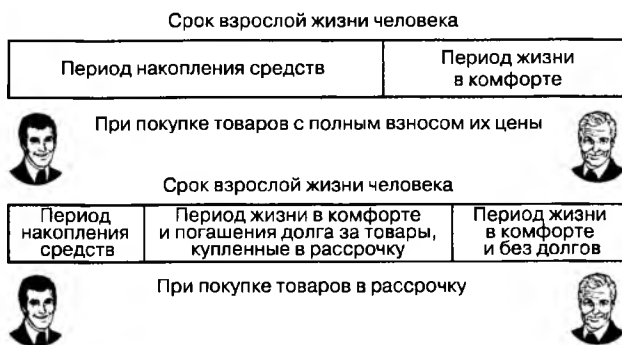 Срок взрослой жизни человека
Период накопления средств
Период жизни
в комфорте
При покупке товаров с полным взносом их цены
Срок взрослой жизни человека
Период
накопления
средств
Период жизни в комфорте
и погашения долга за товары,
купленные в рассрочку
Период жизни
в комфорте
и без долгов
При покупке товаров в рассрочку